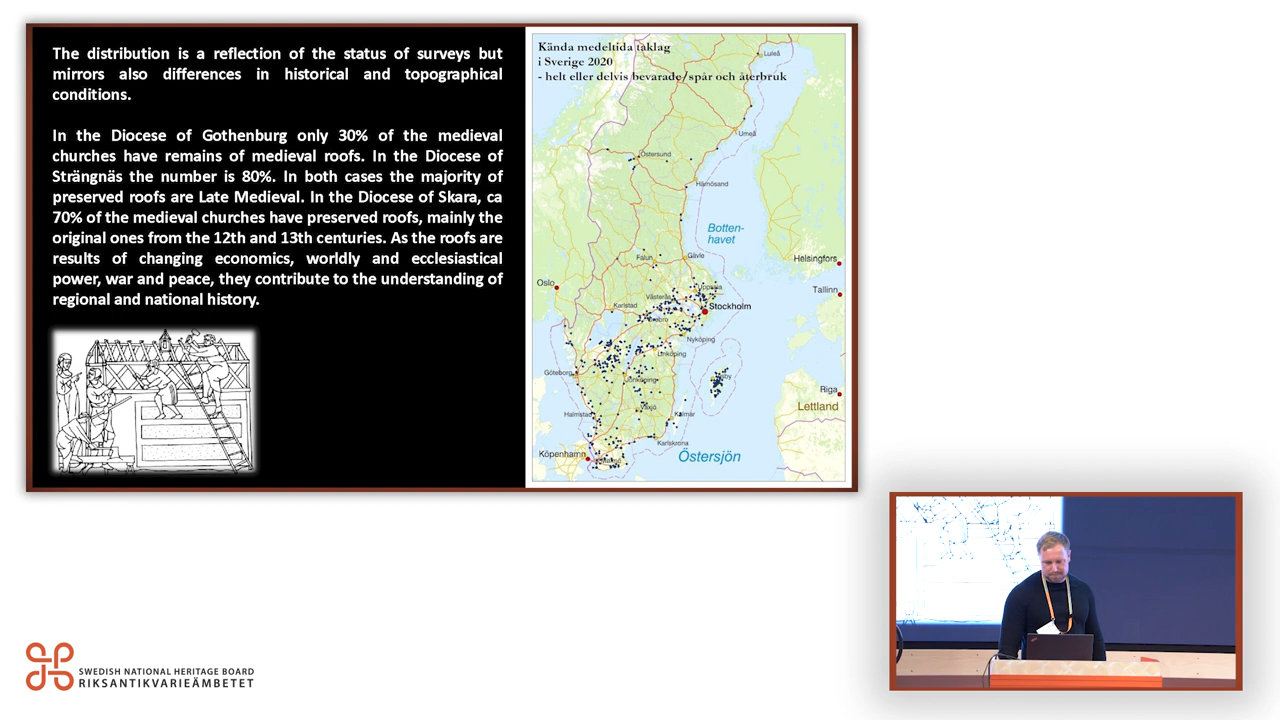 The distribution is a reflection of the status of surveys but
mirrors also differences in historical and topographical
conditions.
In the Diocese of Gothenburg only 30% of the medieval
churches have remains of medieval roofs. In the Diocese of
Strängnäs the number is 80%. In both cases the majority of
preserved roofs are Late Medieval. In the Diocese of Skara, ca
70% of the medieval churches have preserved roofs, mainly the
original ones from the 12th and 13th centuries. As the roofs are
results of changing economics, worldly and ecclesiastical
power, war and peace, they contribute to the understanding of
regional and national history.
Kända medeltida taklag
i Sverige 2020
- helt eller delvis bevarade/spår och återbruk
Luleå
Umeå
Östersund
Härnösand
Botten-
havet
Falun
Gävle
Helsingfors
Oslo
Uppsala
Tallinn
Västerås
Karlstad
Stockholm
Örebro
Nyköping
Linköping
Göteborg
Jönköping
Visby
Riga
Lettland
Växjö
Halmstad
Kalmar
Karlskrona
Köpenhamn
Östersjön
SWEDISH NATIONAL HERITAGE BOARD
RIKSANTIKVARIEÄMBETET